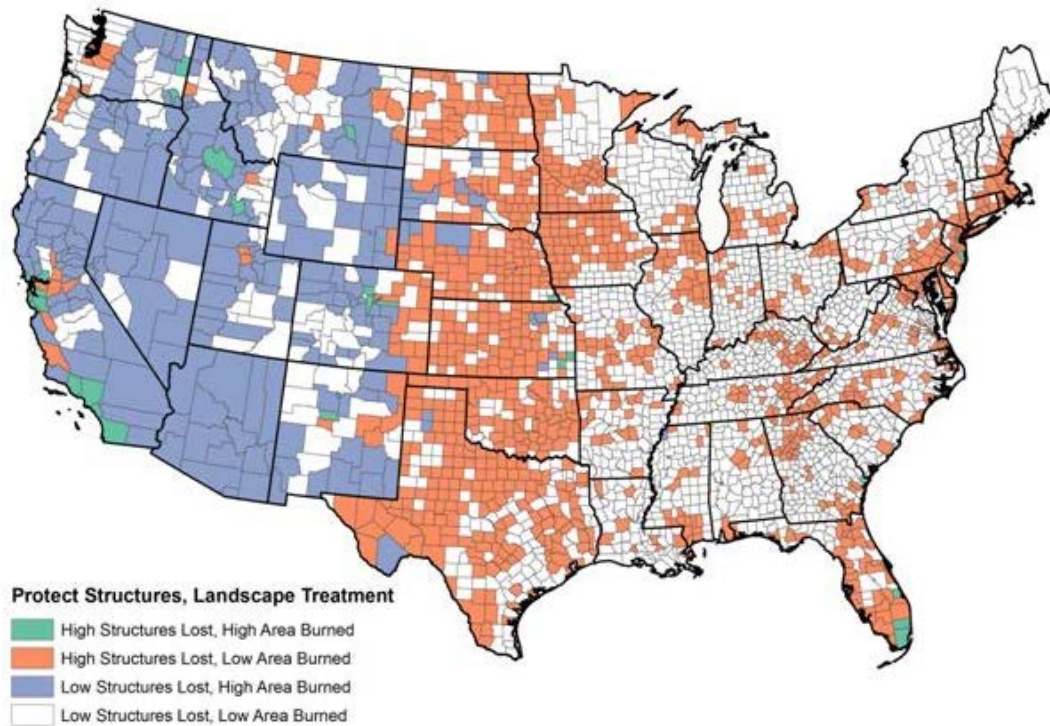 Protect Structures, Landscape Treatment
High Structures Lost, High Area Burned
High Structures Lost, Low Area Burned
Low Structures Lost, High Area Burned
Low Structures Lost, Low Area Burned